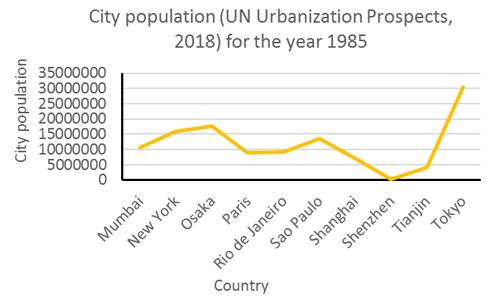 City population (UN Urbanization Prospects,
2018) for the year 1985
City population
35000000
30000000
25000000
20000000
15000000
10000000
5000000
0
Mumbai
New York
Osaka
Paris
Rio de Janeiro
Sao Paulo
Shanghai
Shenzhen
Tianjin
Tokyo
Country